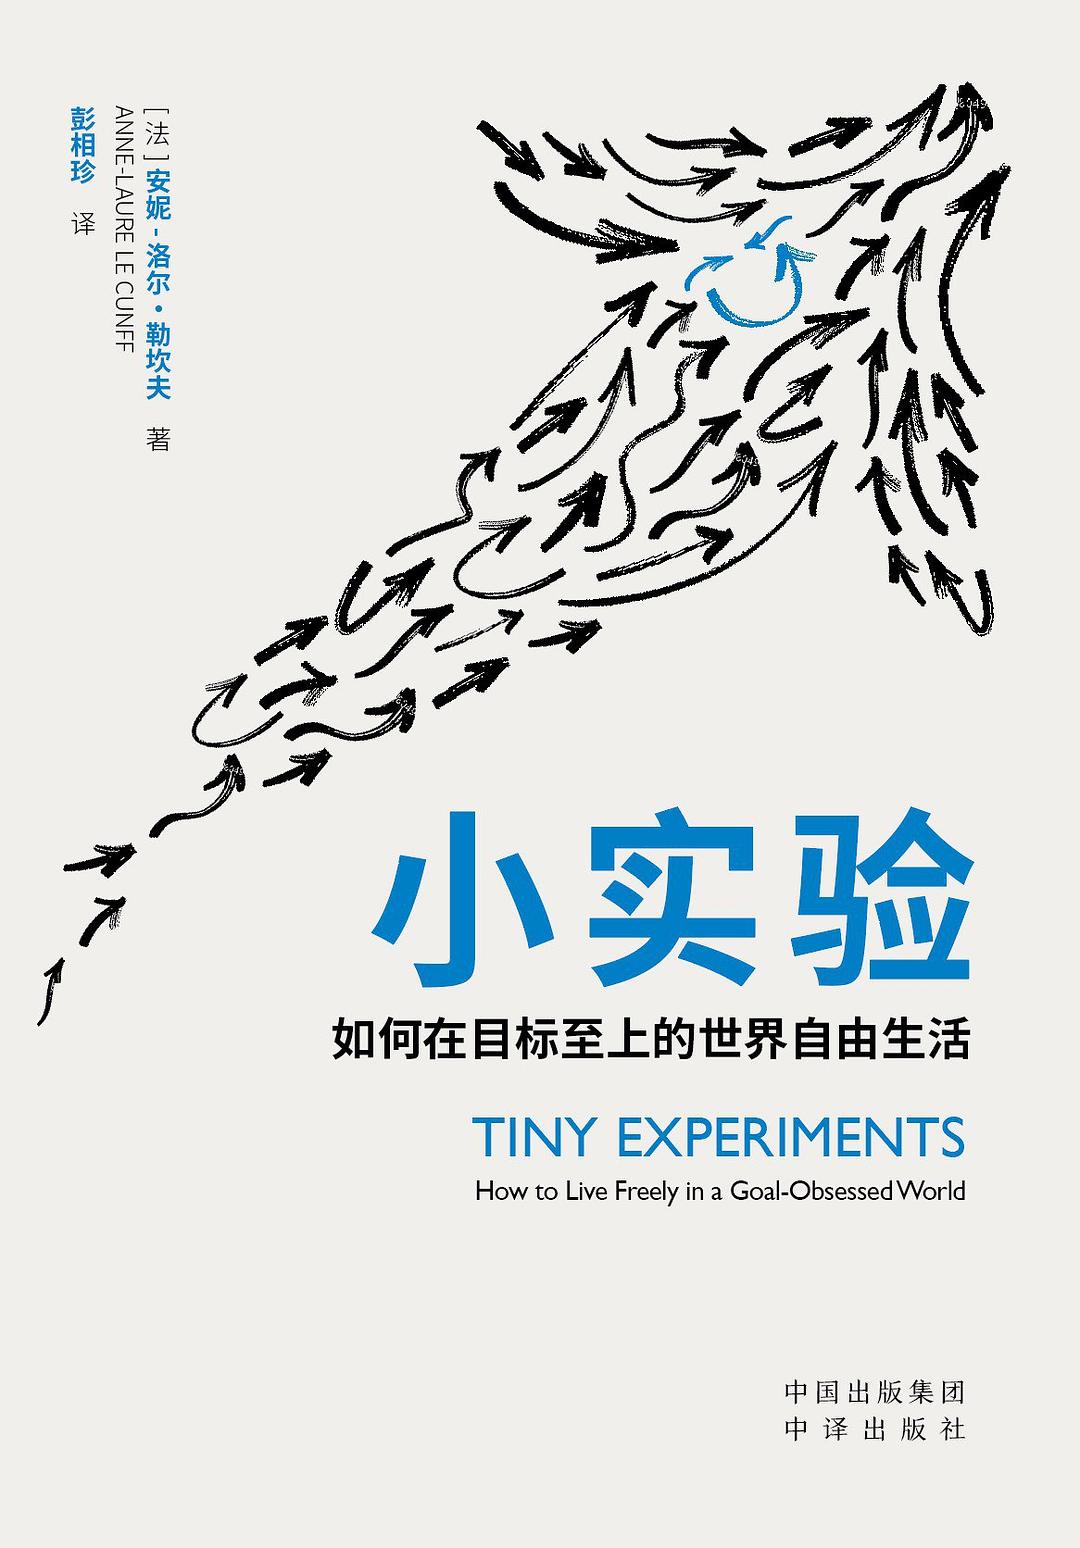 [法]安妮-洛尔·勒坎夫 著
ANNE-LAURE LE CUNFF
彭相珍 译
小实验
如何在目标至上的世界自由生活
TINY EXPERIMENTS
How to Live Freely in a Goal-Obsessed World
中国出版集团
中译出版社